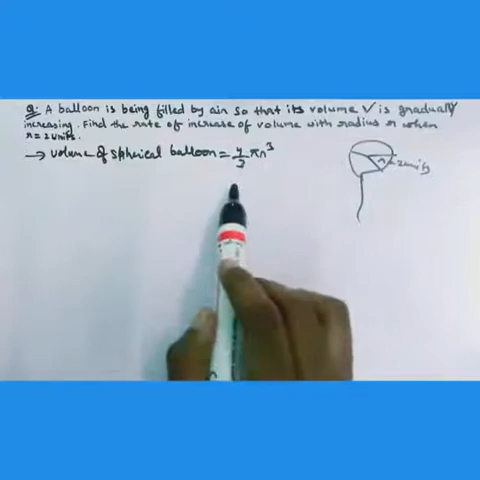 Q. A balloon is being filled by air so that its volume V is gradually
increasing. Find the rate of increase of volume with radius r when
r = 2 units.
→ volume of spherical balloon = 4/3 πr³
r = 2 units